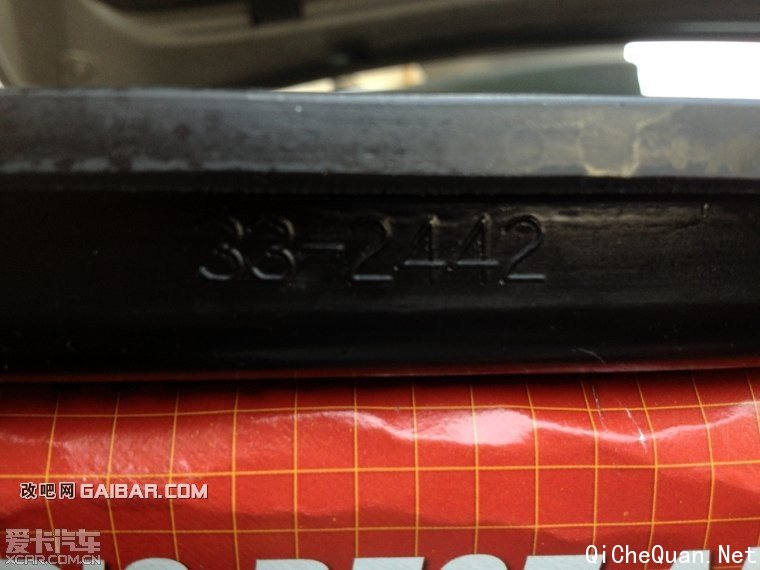 33-2442
改吧网 GAIBAR.COM
爱卡汽车
XCAR.COM.CN
QiCheQuan.Net